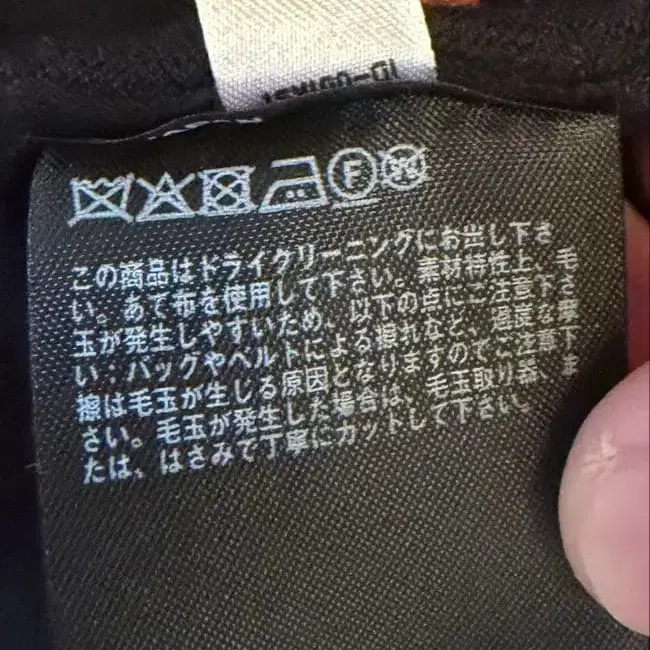 F
この商品はドライクリーニングにお出し下さ
い。あて布を使用して下さい。素材特性上、毛
玉が発生しやすいため、以下の点にご注意下さ
い:バッグやベルトによる擦れなど、過度な摩
擦は毛玉が生じる原因となりますのでご注意下
さい。毛玉が発生した場合は、毛玉取り器、ま
たは、はさみで丁寧にカットして下さい。